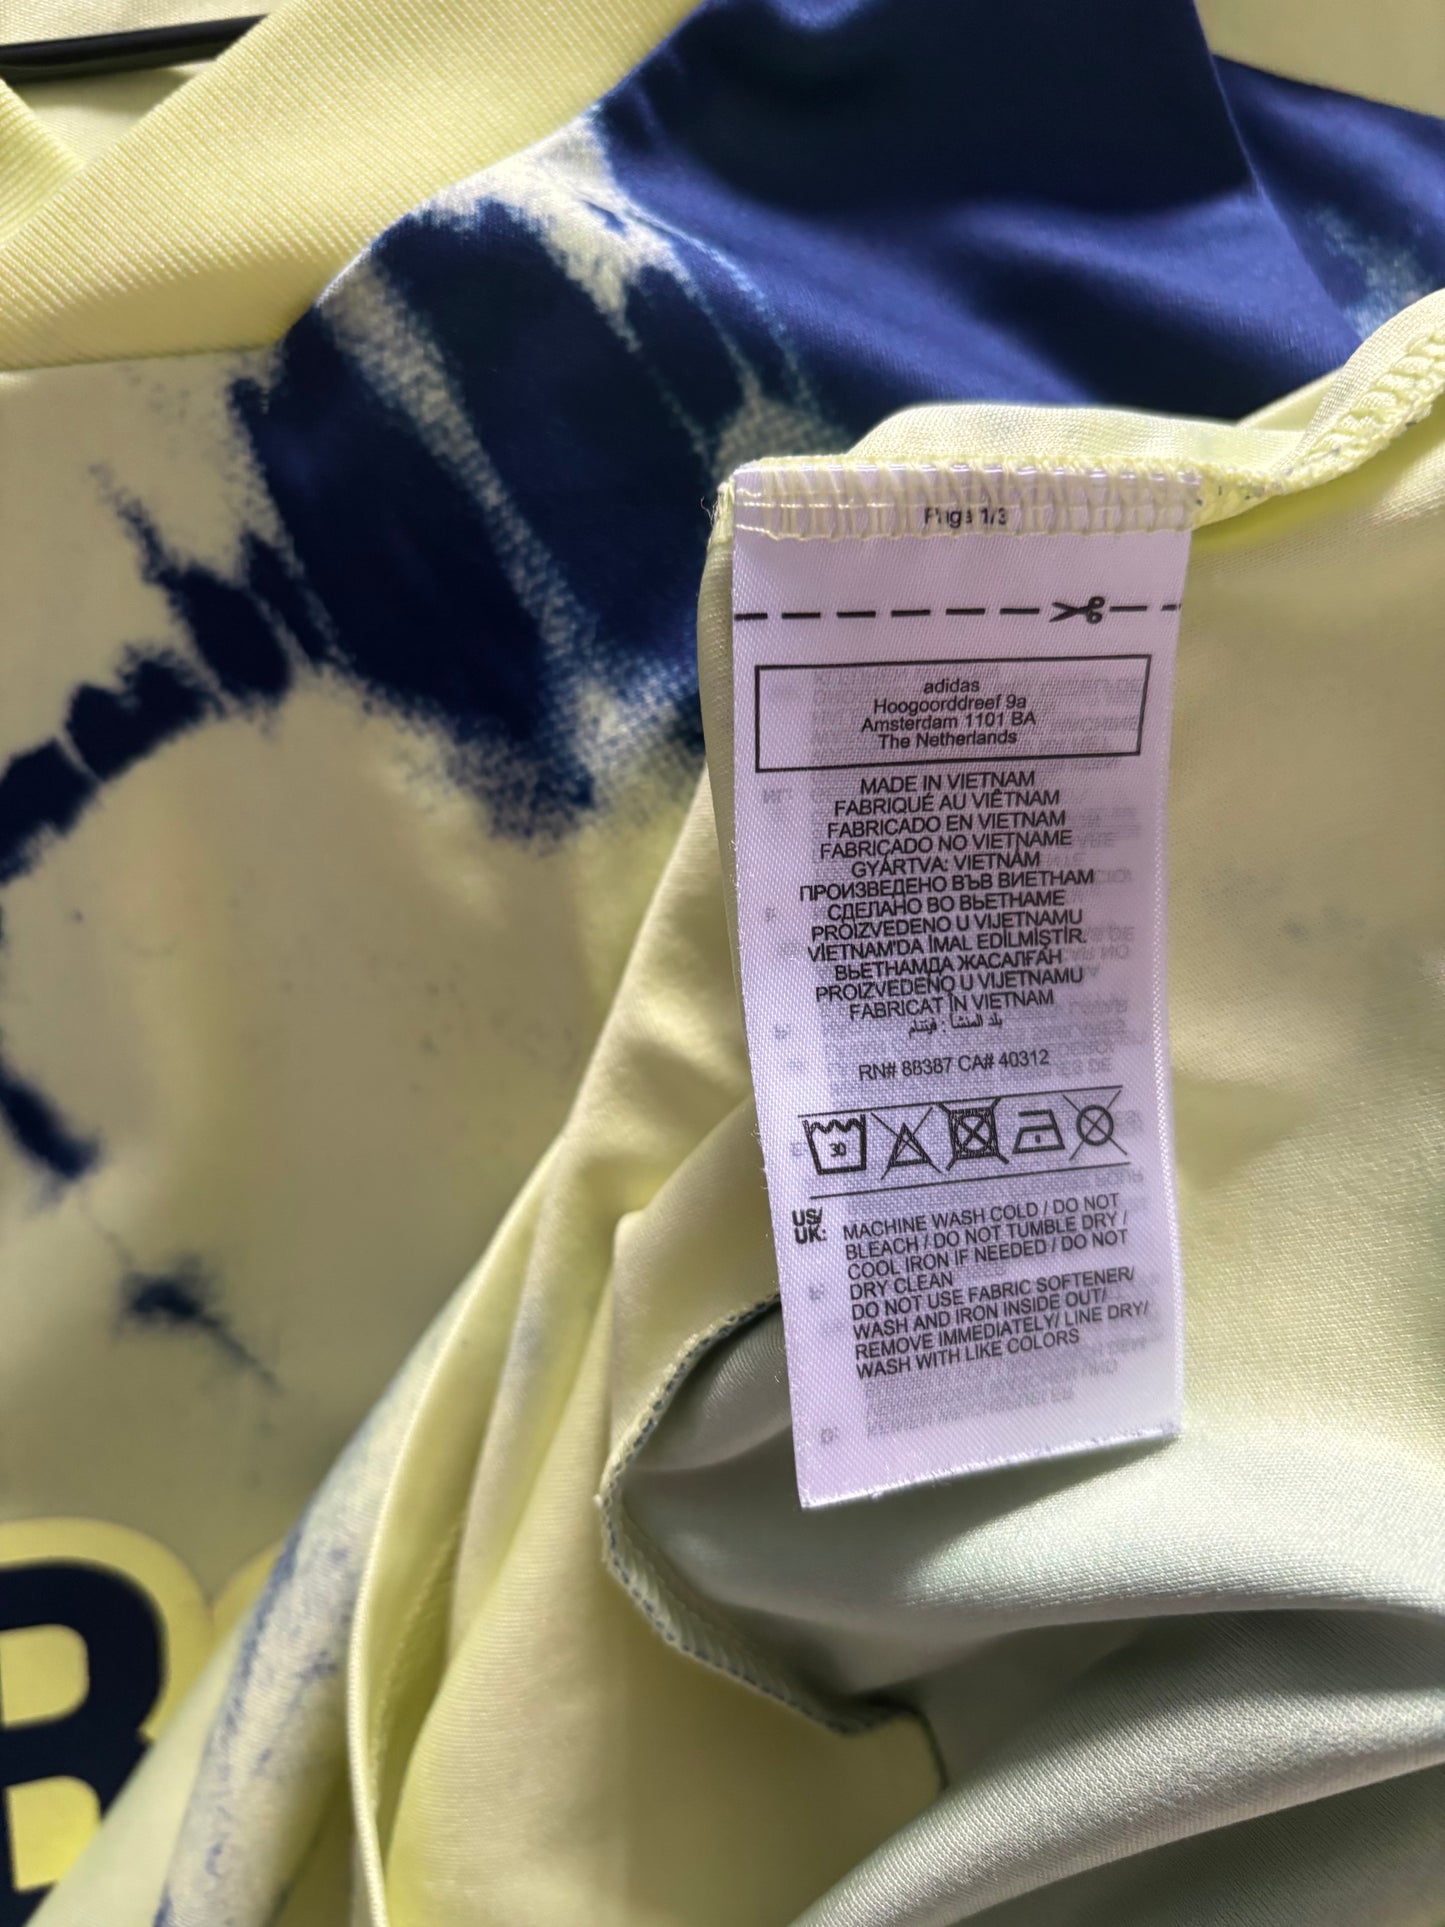 Page 1/3
adidas
Hoogoorddreef 9a
Amsterdam 1101 BA
The Netherlands
MADE IN VIETNAM
FABRIQUÉ AU VIÊTNAM
FABRICADO EN VIETNAM
FABRICADO NO VIETNAME
GYÁRTVA: VIETNÁM
ПРОИЗВЕДЕНО ВЪВ ВИЕТНАМ
СДЕЛАНО ВО ВЬЕТНАМЕ
PROIZVEDENO U VIJETNAMU
VİETNAM'DA İMAL EDİLMİŞTİR.
ВЬЕТНАМДА ЖАСАЛҒАН
PROIZVEDENO U VIJETNAMU
FABRICAT ÎN VIETNAM
بلد المنشأ : فيتنام
RN# 88387 CA# 40312
30
US/
UK:
MACHINE WASH COLD / DO NOT
BLEACH / DO NOT TUMBLE DRY /
COOL IRON IF NEEDED / DO NOT
DRY CLEAN
DO NOT USE FABRIC SOFTENER/
WASH AND IRON INSIDE OUT/
REMOVE IMMEDIATELY/ LINE DRY/
WASH WITH LIKE COLORS